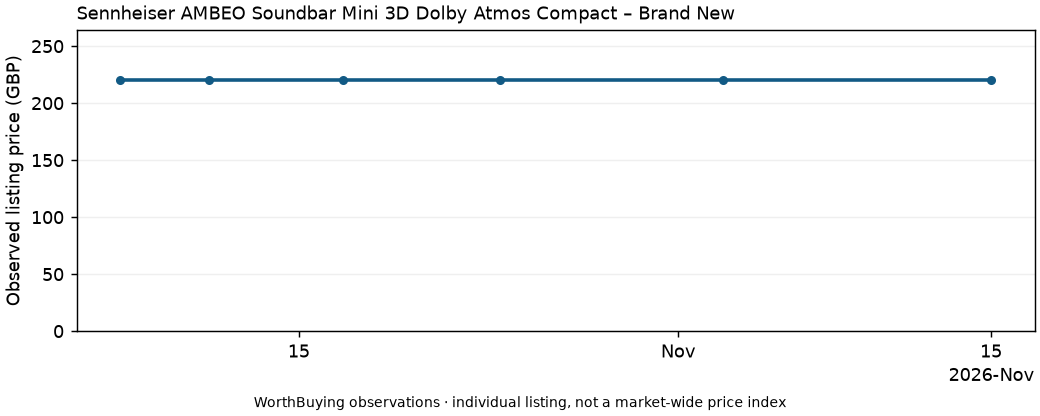 Sennheiser AMBEO Soundbar Mini 3D Dolby Atmos Compact – Brand New
Observed listing price (GBP)
250
200
150
100
50
0
15
Nov
15
2026-Nov
WorthBuying observations · individual listing, not a market-wide price index